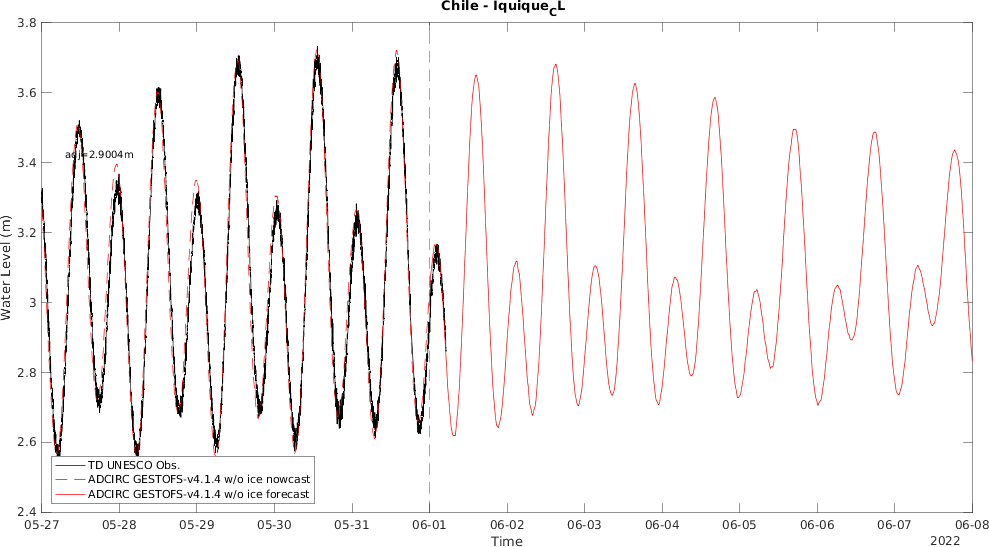 Chile - Iquique_CL
3.8
3.6
3.4
3.2
3
2.8
2.6
2.4
Water Level (m)
adj=2.9004m
TD UNESCO Obs.
ADCIRC GESTOFS-v4.1.4 w/o ice nowcast
ADCIRC GESTOFS-v4.1.4 w/o ice forecast
05-27 05-28 05-29 05-30 05-31 06-01 06-02 06-03 06-04 06-05 06-06 06-07 06-08
Time
2022